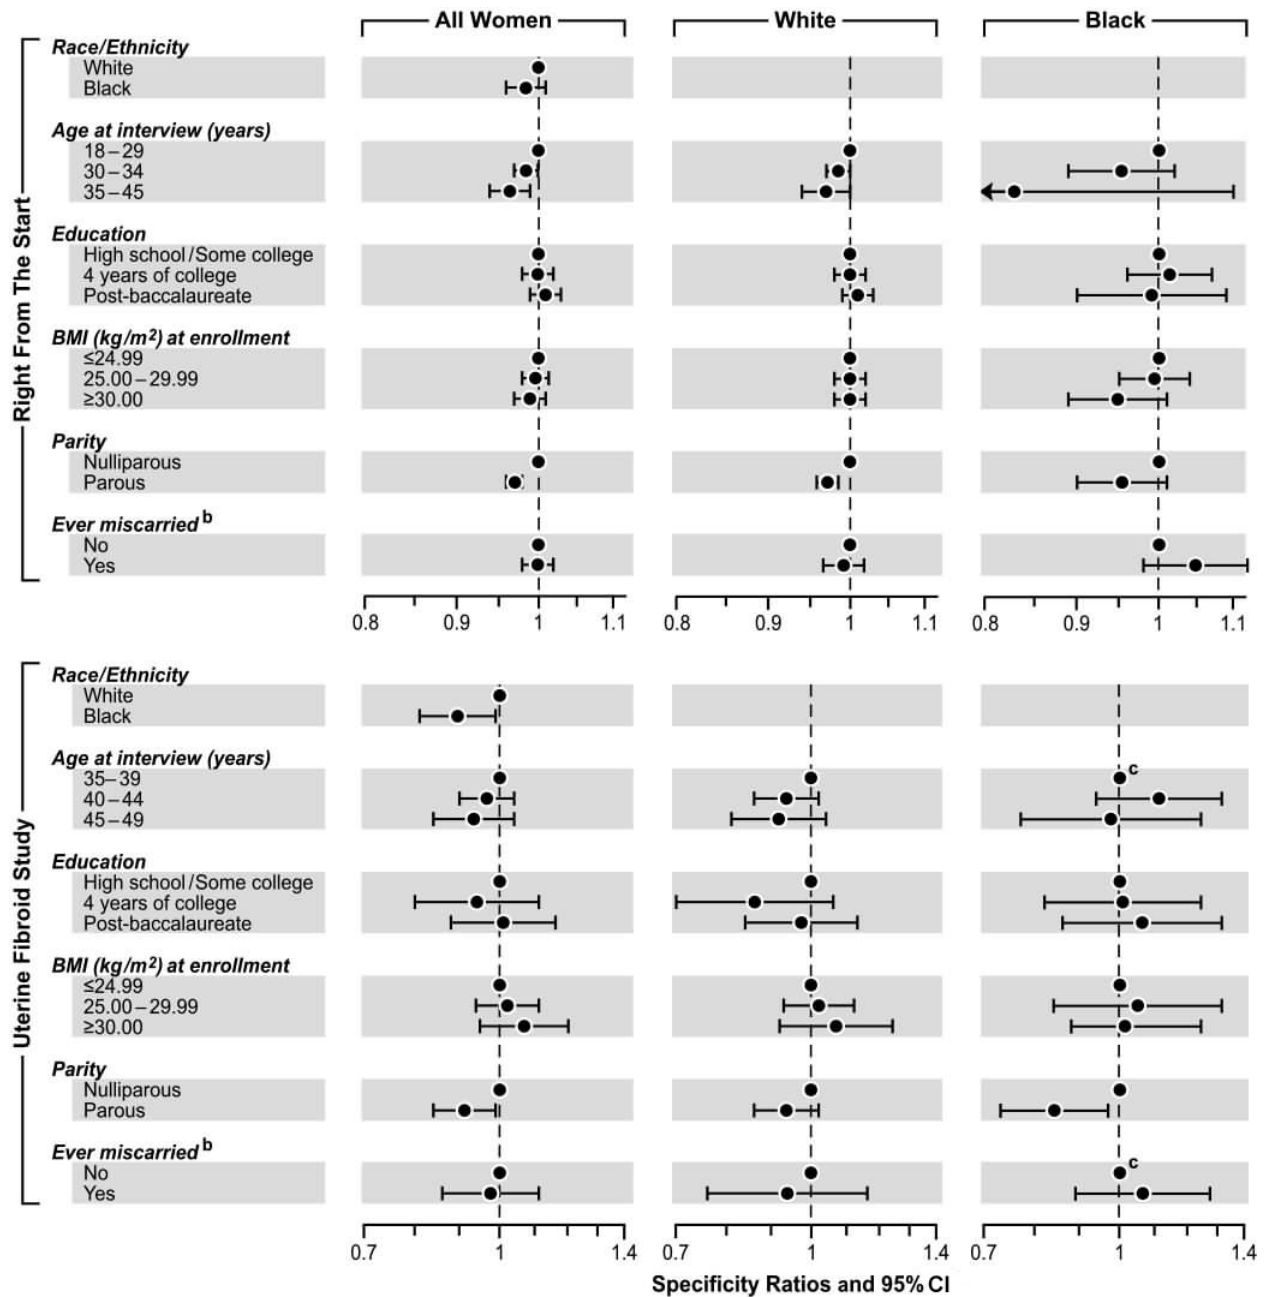 All Women White Black
Right From The Start
Race/Ethnicity
White
Black
Age at interview (years)
18–29
30–34
35–45
Education
High school/Some college
4 years of college
Post-baccalaureate
BMI (kg/m²) at enrollment
≤24.99
25.00–29.99
≥30.00
Parity
Nulliparous
Parous
Ever miscarried b
No
Yes
0.8 0.9 1 1.1 0.8 0.9 1 1.1 0.8 0.9 1 1.1
Uterine Fibroid Study
Race/Ethnicity
White
Black
Age at interview (years)
35–39 c
40–44
45–49
Education
High school/Some college
4 years of college
Post-baccalaureate
BMI (kg/m²) at enrollment
≤24.99
25.00–29.99
≥30.00
Parity
Nulliparous
Parous
Ever miscarried b
No c
Yes
0.7 1 1.4 0.7 1 1.4 0.7 1 1.4
Specificity Ratios and 95% CI